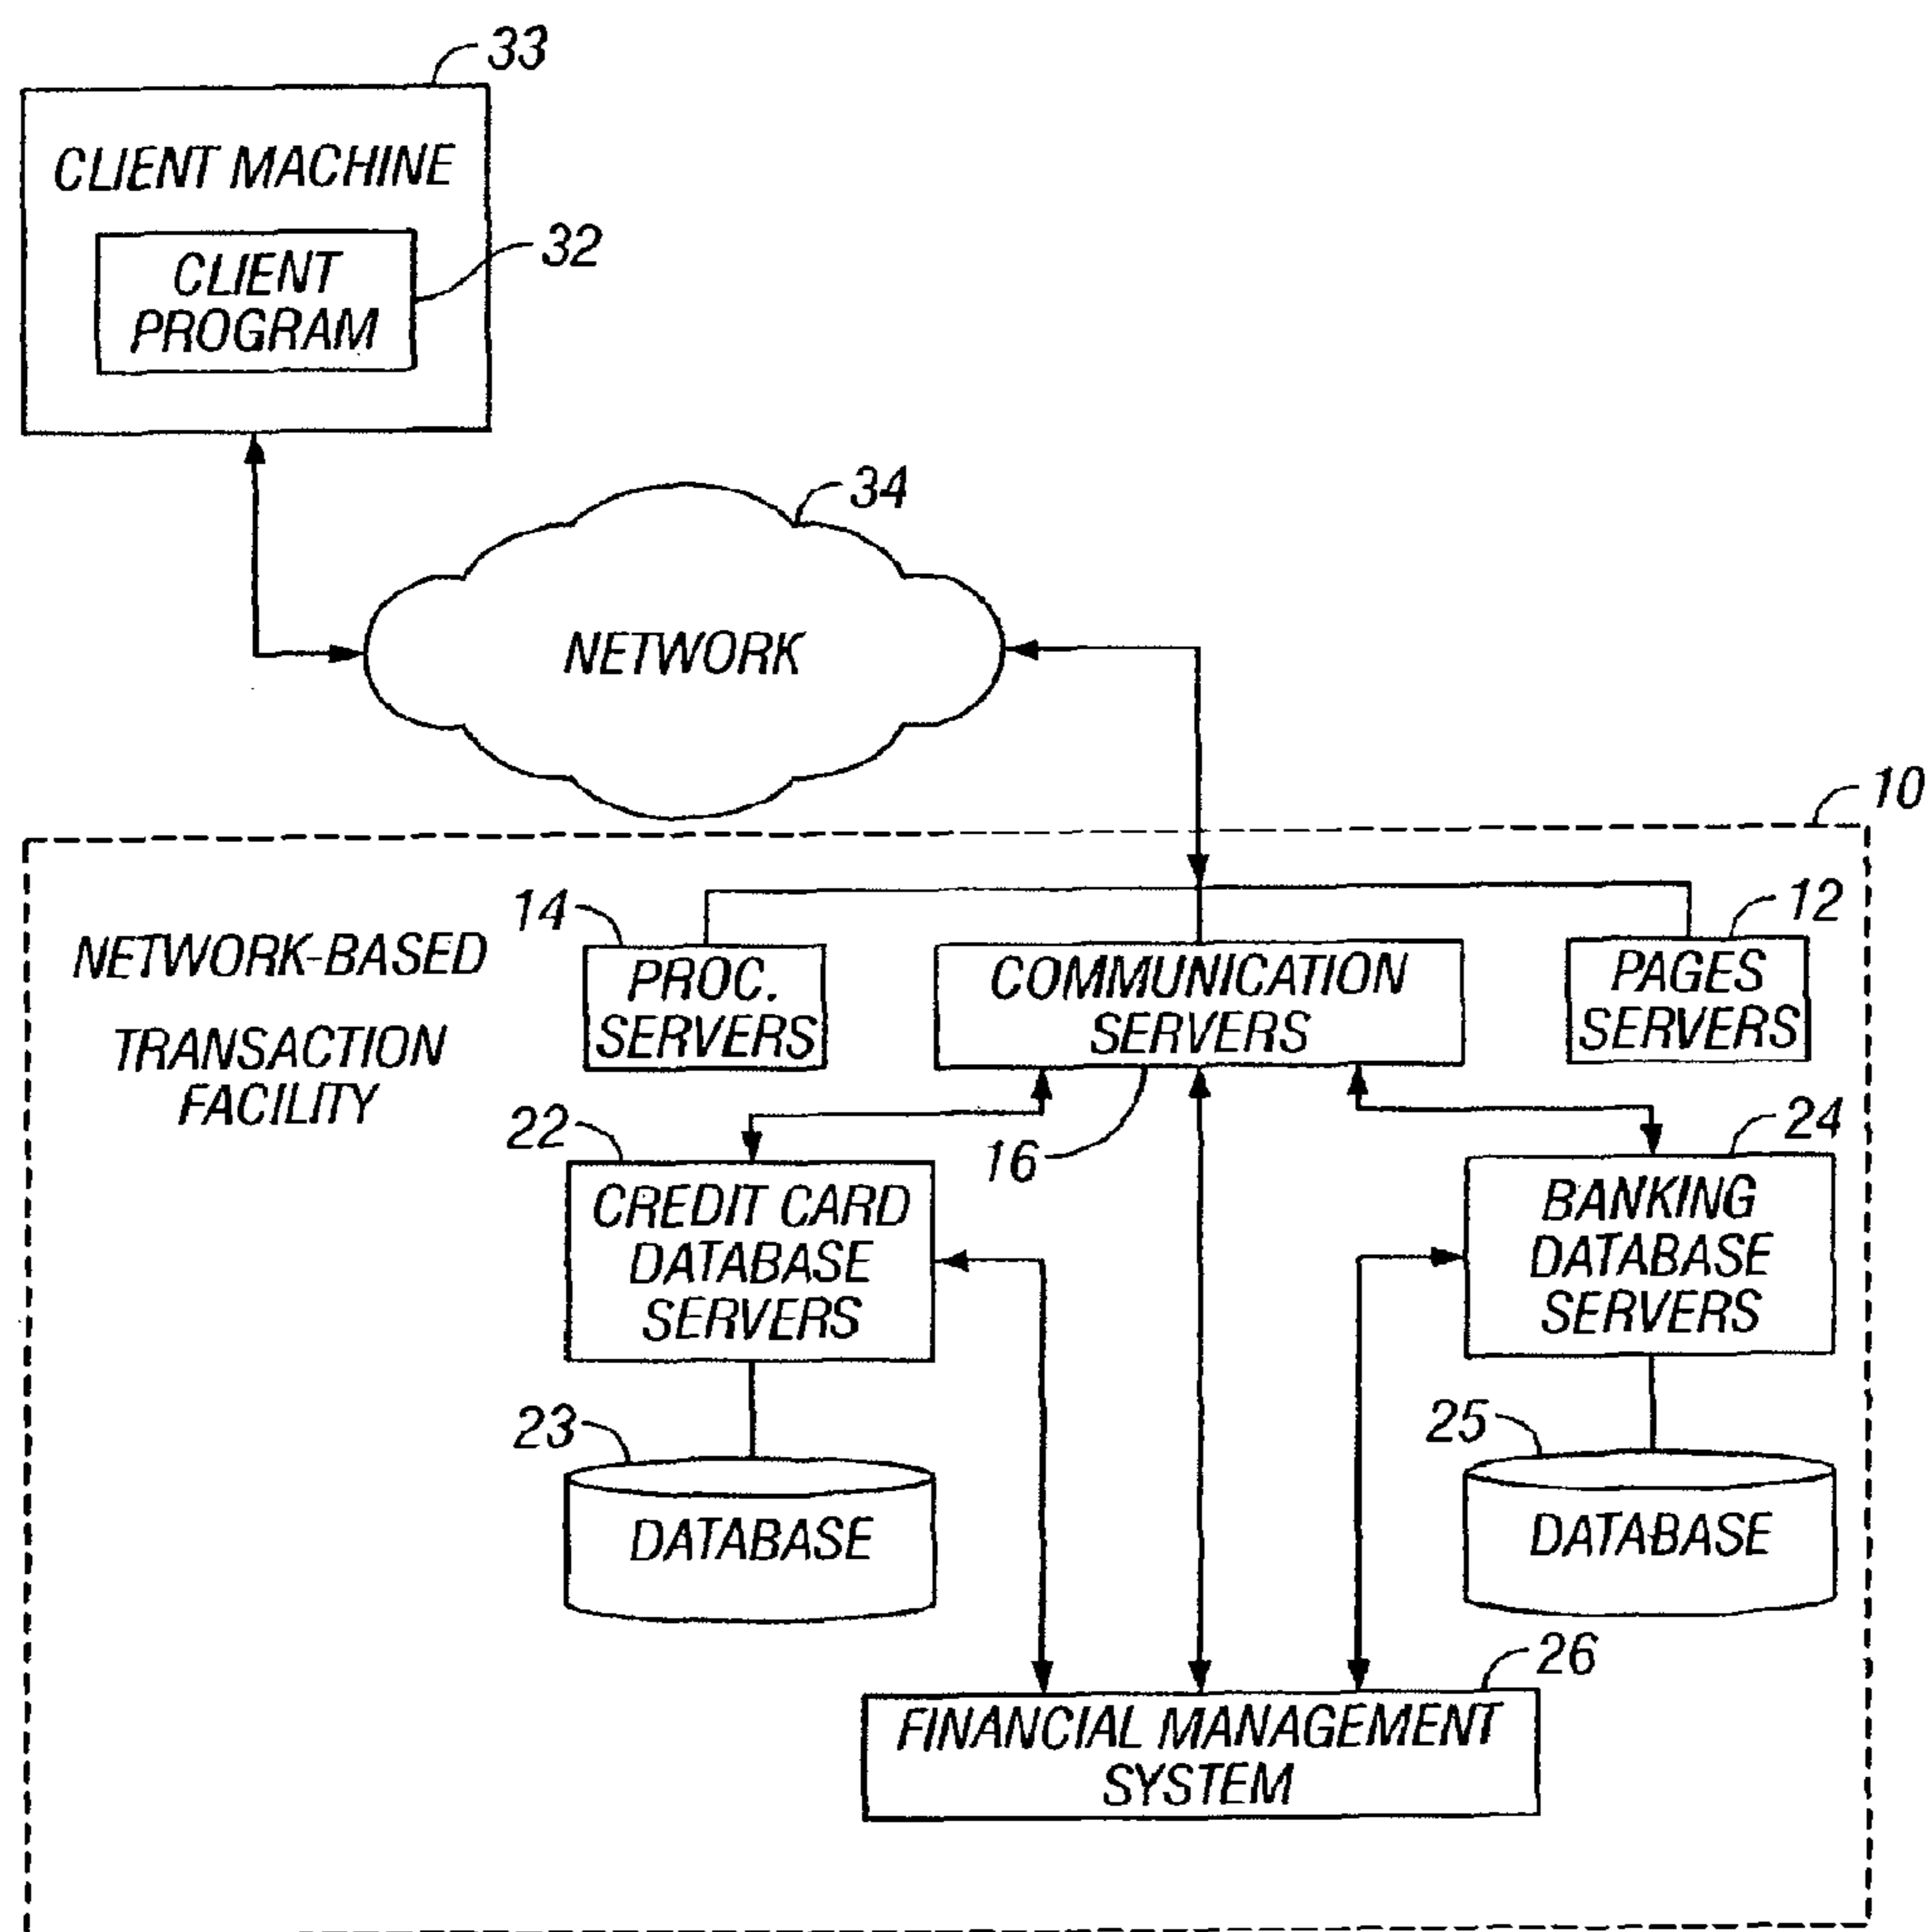 33
CLIENT MACHINE
32
CLIENT
PROGRAM
34
NETWORK
10
14
12
NETWORK-BASED
TRANSACTION
FACILITY
PROC.
SERVERS
COMMUNICATION
SERVERS
PAGES
SERVERS
22
16
24
CREDIT CARD
DATABASE
SERVERS
BANKING
DATABASE
SERVERS
23
25
DATABASE
DATABASE
26
FINANCIAL MANAGEMENT
SYSTEM